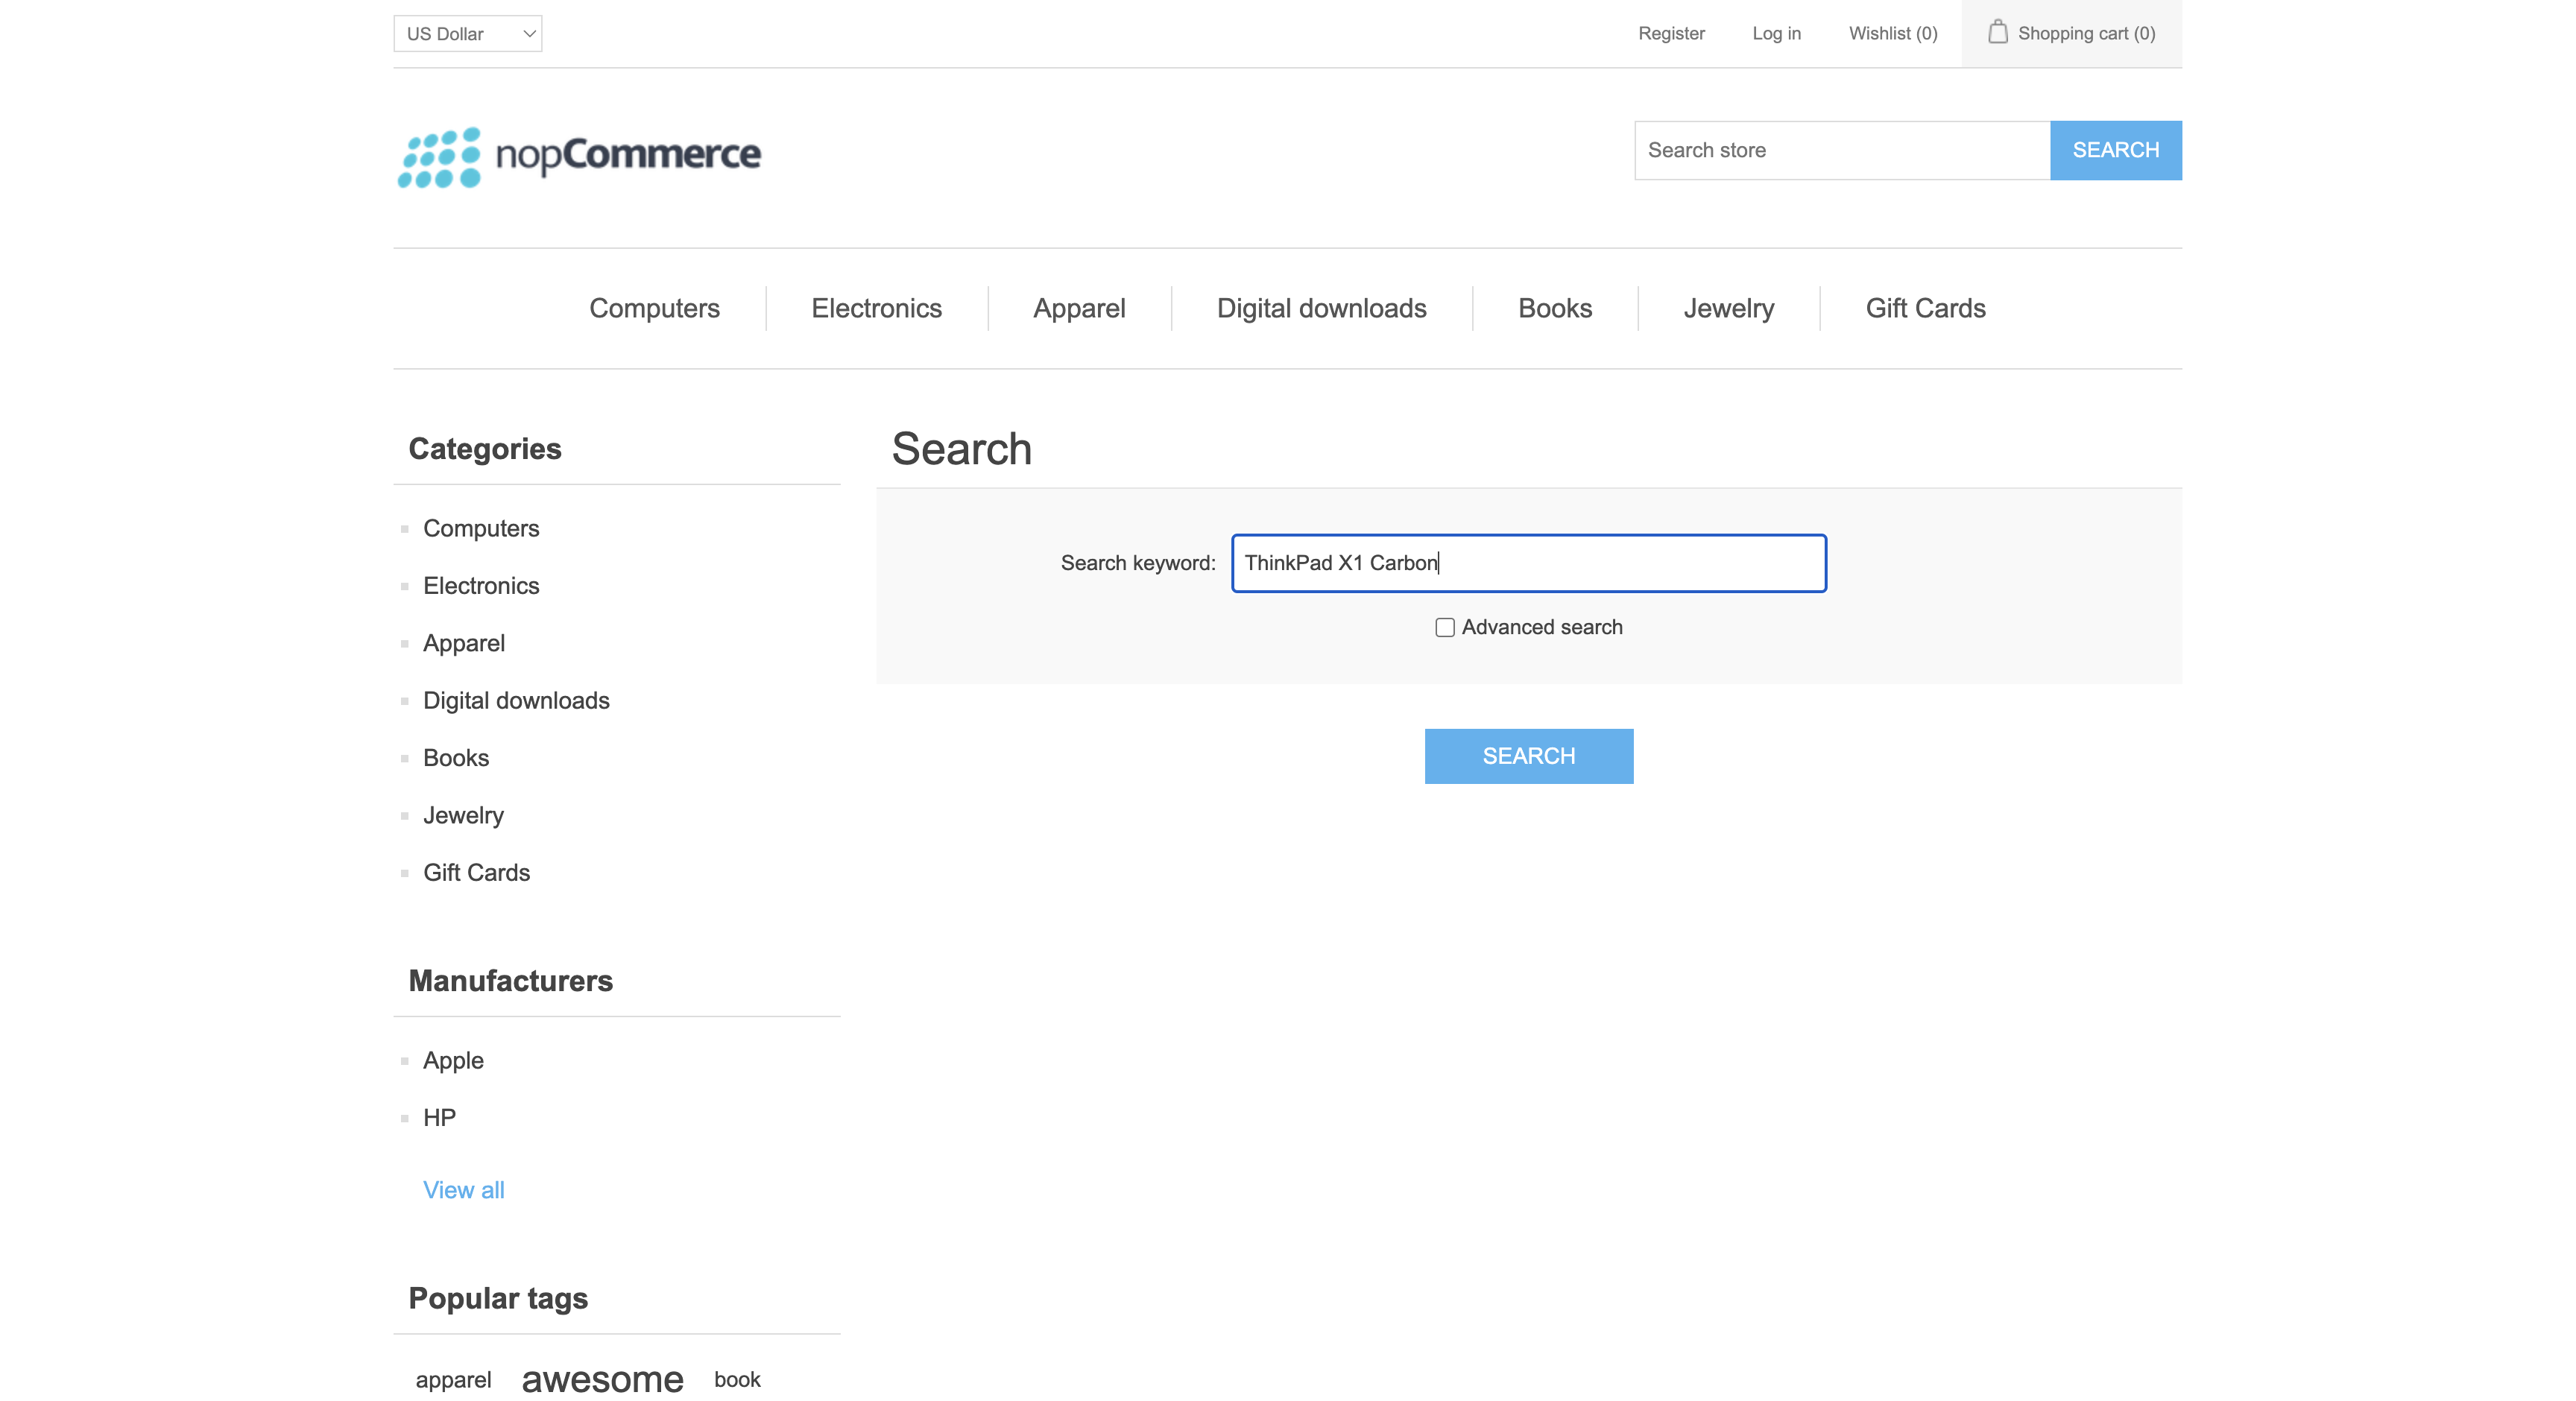 US Dollar
Register
Log in
Wishlist (0)
Shopping cart (0)
nopCommerce
Search store
SEARCH
Computers
Electronics
Apparel
Digital downloads
Books
Jewelry
Gift Cards
Categories
Computers
Electronics
Apparel
Digital downloads
Books
Jewelry
Gift Cards
Manufacturers
Apple
HP
View all
Popular tags
apparel awesome book
Search
Search keyword: ThinkPad X1 Carbon
Advanced search
SEARCH